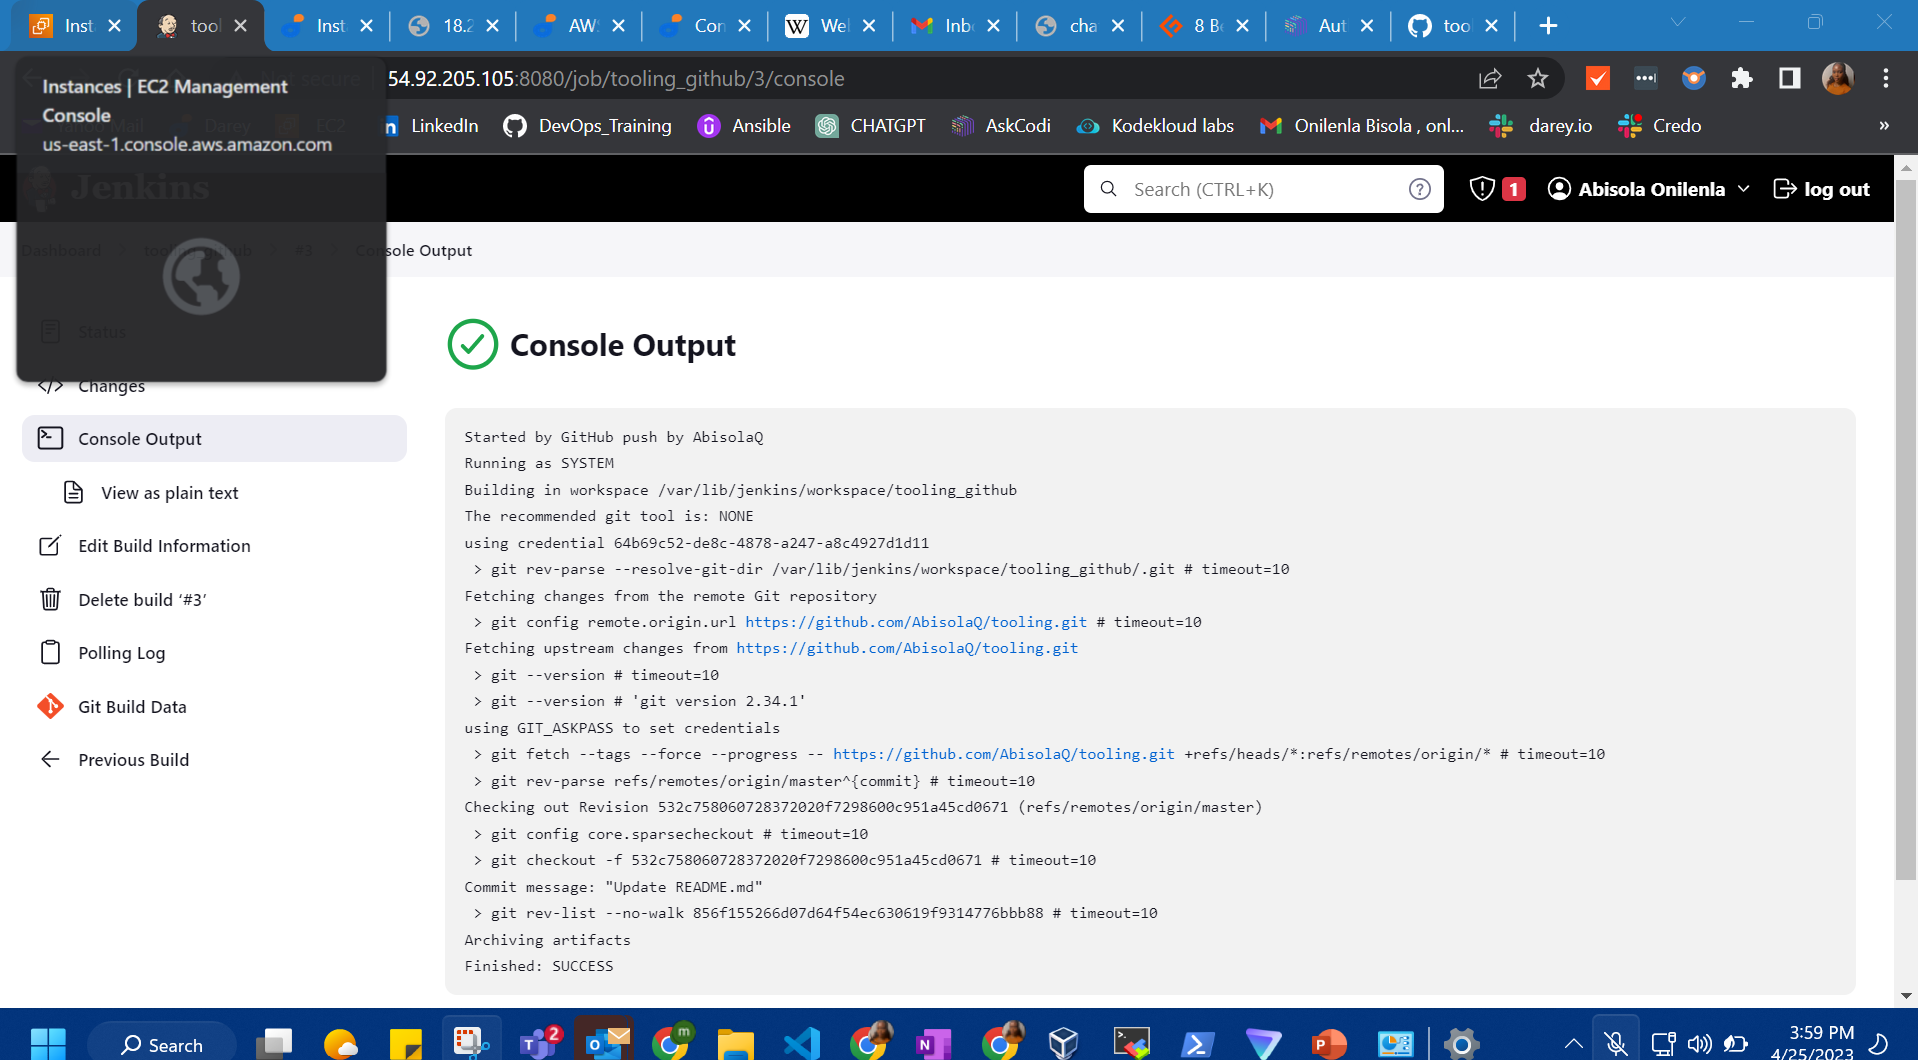 Inst
tool
Inst
18.2
AW
Con
Wel
Inb
cha
8 Be
Aut
tool
54.92.205.105:8080/job/tooling_github/3/console
Instances | EC2 Management
Console
us-east-1.console.aws.amazon.com
LinkedIn
DevOps_Training
Ansible
CHATGPT
AskCodi
Kodekloud labs
Onilenla Bisola , onl...
darey.io
Credo
»
Jenkins
Search (CTRL+K)
1
Abisola Onilenla
log out
Dashboard
#3
Console Output
Status
Changes
Console Output
View as plain text
Edit Build Information
Delete build ‘#3’
Polling Log
Git Build Data
Previous Build
Console Output
Started by GitHub push by AbisolaQ
Running as SYSTEM
Building in workspace /var/lib/jenkins/workspace/tooling_github
The recommended git tool is: NONE
using credential 64b69c52-de8c-4878-a247-a8c4927d1d11
> git rev-parse --resolve-git-dir /var/lib/jenkins/workspace/tooling_github/.git # timeout=10
Fetching changes from the remote Git repository
> git config remote.origin.url https://github.com/AbisolaQ/tooling.git # timeout=10
Fetching upstream changes from https://github.com/AbisolaQ/tooling.git
> git --version # timeout=10
> git --version # 'git version 2.34.1'
using GIT_ASKPASS to set credentials
> git fetch --tags --force --progress -- https://github.com/AbisolaQ/tooling.git +refs/heads/*:refs/remotes/origin/* # timeout=10
> git rev-parse refs/remotes/origin/master^{commit} # timeout=10
Checking out Revision 532c758060728372020f7298600c951a45cd0671 (refs/remotes/origin/master)
> git config core.sparsecheckout # timeout=10
> git checkout -f 532c758060728372020f7298600c951a45cd0671 # timeout=10
Commit message: "Update README.md"
> git rev-list --no-walk 856f155266d07d64f54ec630619f9314776bbb88 # timeout=10
Archiving artifacts
Finished: SUCCESS
Search
2
m
3:59 PM
4/25/2023